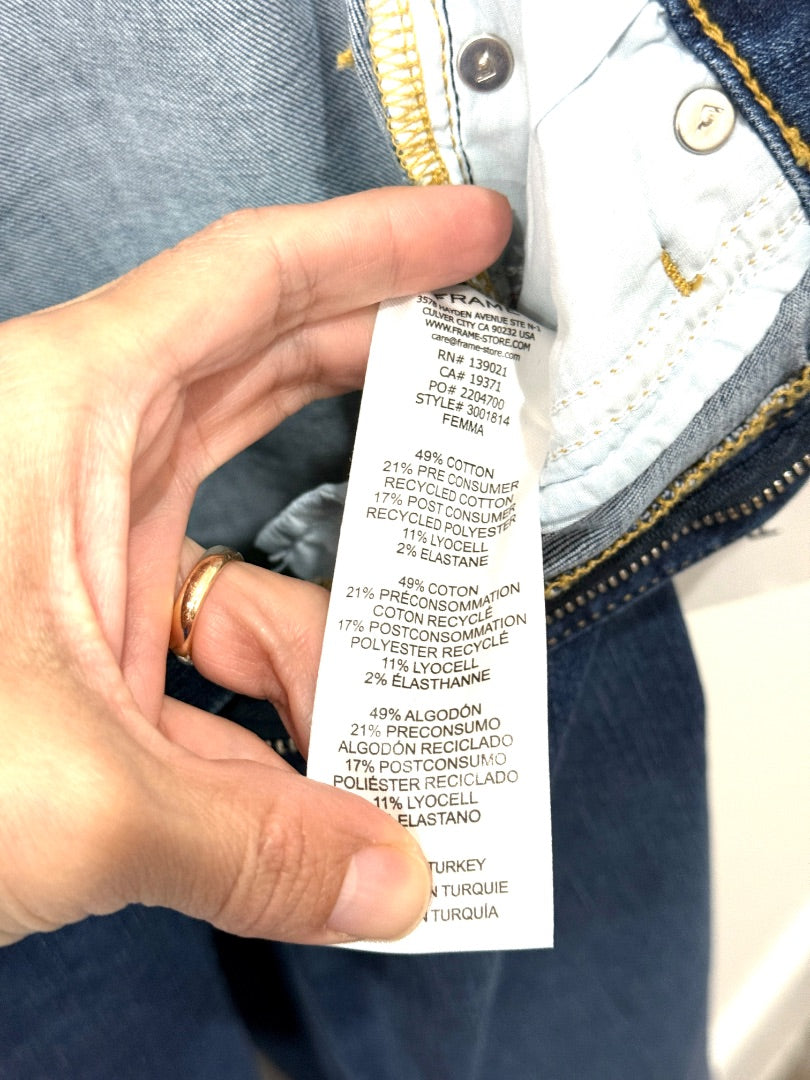 FRAME
3578 HAYDEN AVENUE STE N-1
CULVER CITY CA 90232 USA
WWW.FRAME-STORE.COM
care@frame-store.com
RN# 139021
CA# 19371
PO# 2204700
STYLE# 3001814
FEMMA
49% COTTON
21% PRE CONSUMER
RECYCLED COTTON
17% POST CONSUMER
RECYCLED POLYESTER
11% LYOCELL
2% ELASTANE
49% COTON
21% PRÉCONSOMMATION
COTON RECYCLÉ
17% POSTCONSOMMATION
POLYESTER RECYCLÉ
11% LYOCELL
2% ÉLASTHANNE
49% ALGODÓN
21% PRECONSUMO
ALGODÓN RECICLADO
17% POSTCONSUMO
POLIÉSTER RECICLADO
11% LYOCELL
ELASTANO
TURKEY
TURQUIE
TURQUÍA